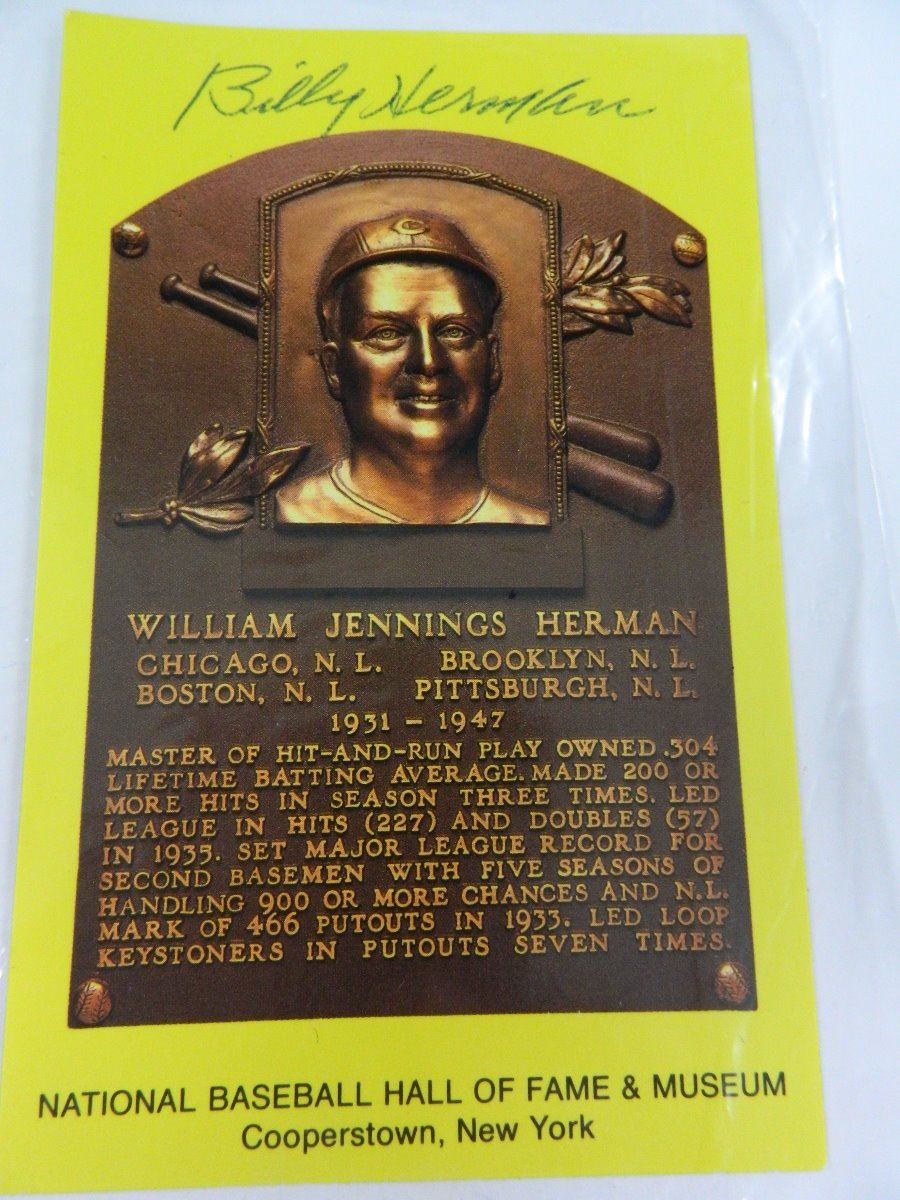 Billy Herman
C
WILLIAM JENNINGS HERMAN
CHICAGO, N. L. BROOKLYN, N. L.
BOSTON, N. L. PITTSBURGH, N. L.
1931 – 1947
MASTER OF HIT-AND-RUN PLAY OWNED .304
LIFETIME BATTING AVERAGE. MADE 200 OR
MORE HITS IN SEASON THREE TIMES. LED
LEAGUE IN HITS (227) AND DOUBLES (57)
IN 1935. SET MAJOR LEAGUE RECORD FOR
SECOND BASEMEN WITH FIVE SEASONS OF
HANDLING 900 OR MORE CHANCES AND N.L.
MARK OF 466 PUTOUTS IN 1933. LED LOOP
KEYSTONERS IN PUTOUTS SEVEN TIMES.
NATIONAL BASEBALL HALL OF FAME & MUSEUM
Cooperstown, New York